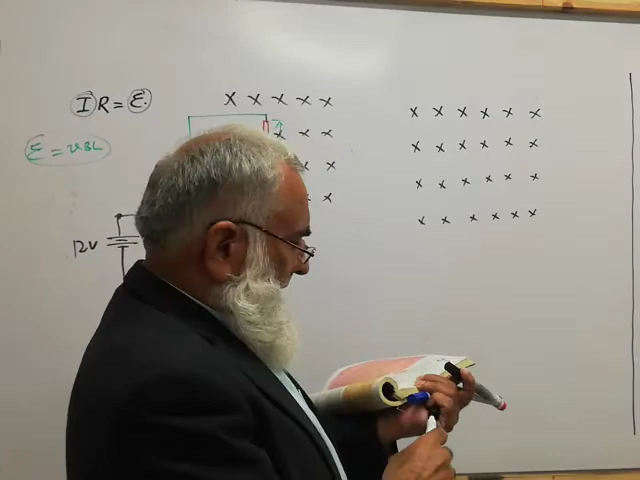 IR = ε.
ε = vBL
12V
x x x x x
x x
x
x
x x x x x x
x x x x x x
x x x x x x
x x x x x x